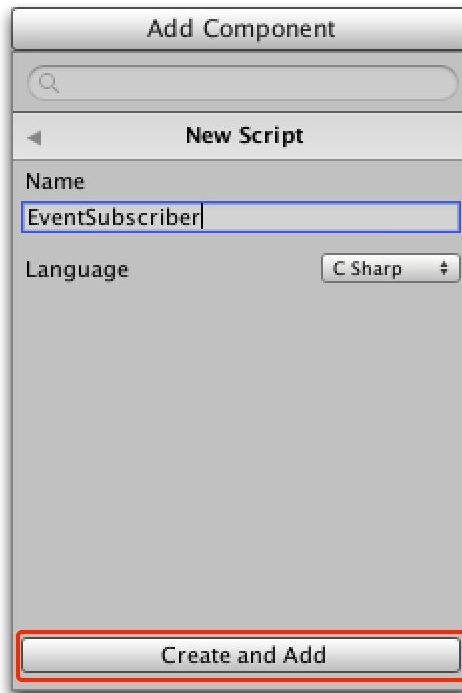 Add Component
New Script
Name
EventSubscriber
Language
C Sharp
Create and Add